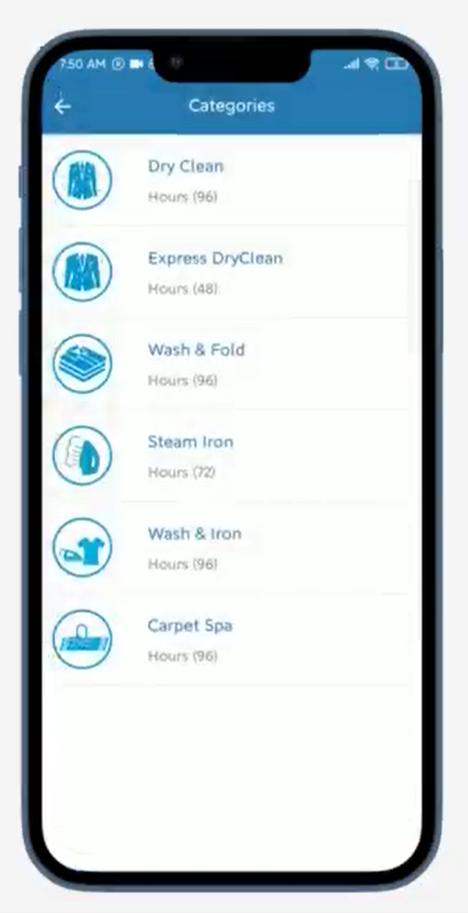 7:50 AM
Categories
Dry Clean
Hours (96)
Express DryClean
Hours (48)
Wash & Fold
Hours (96)
Steam Iron
Hours (72)
Wash & Iron
Hours (96)
Carpet Spa
Hours (96)